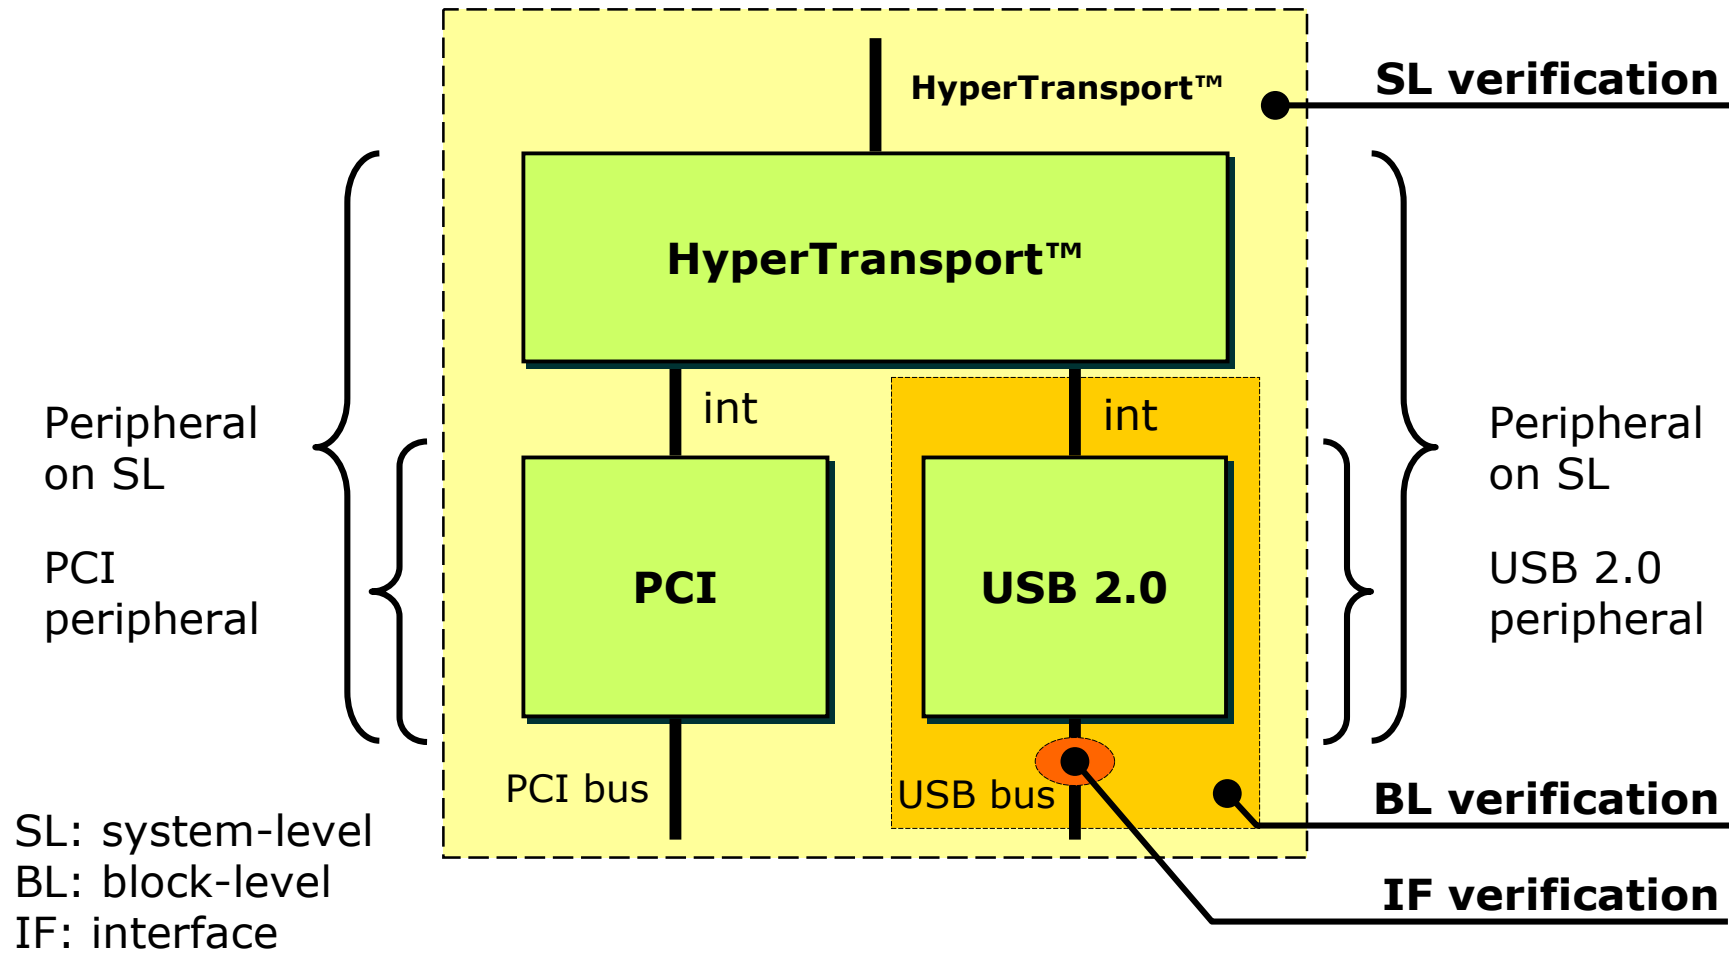 HyperTransport™
SL verification
HyperTransport™
int
int
Peripheral
on SL
Peripheral
on SL
PCI
peripheral
PCI
USB 2.0
USB 2.0
peripheral
PCI bus
USB bus
BL verification
IF verification
SL: system-level
BL: block-level
IF: interface